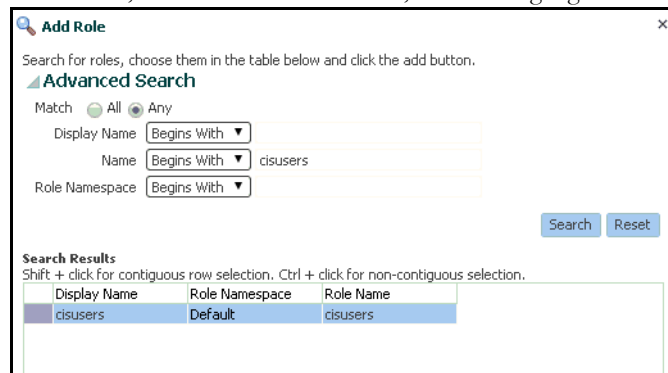 Add Role
Search for roles, choose them in the table below and click the add button.
Advanced Search
Match All Any
Display Name Begins With
Name Begins With cisusers
Role Namespace Begins With
Search Reset
Search Results
Shift + click for contiguous row selection. Ctrl + click for non-contiguous selection.
Display Name Role Namespace Role Name
cisusers Default cisusers